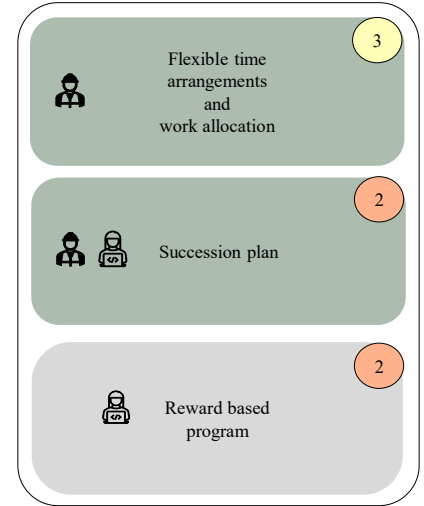 3
Flexible time
arrangements
and
work allocation
2
Succession plan
2
Reward based
program